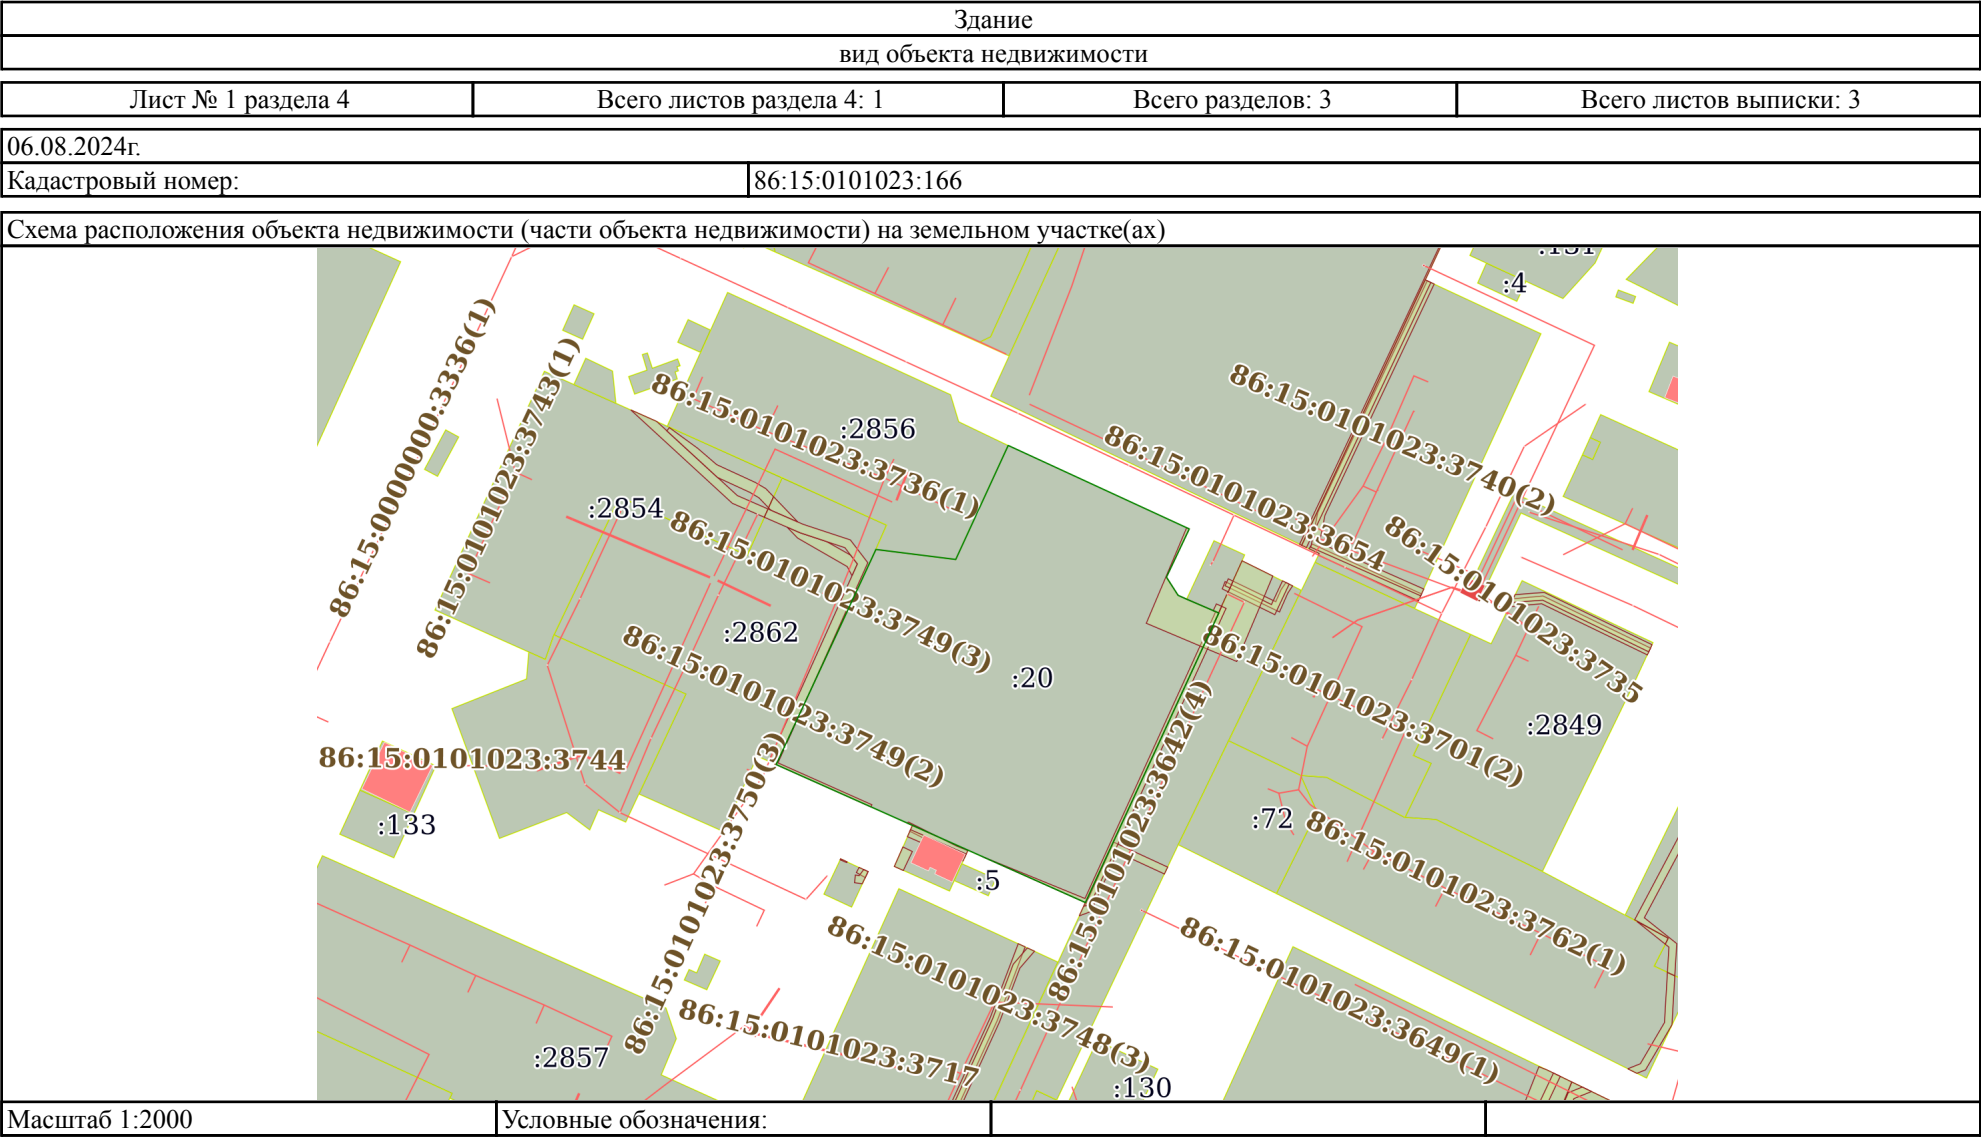 Здание
вид объекта недвижимости
Лист № 1 раздела 4
Всего листов раздела 4: 1
Всего разделов: 3
Всего листов выписки: 3
06.08.2024г.
Кадастровый номер:
86:15:0101023:166
Схема расположения объекта недвижимости (части объекта недвижимости) на земельном участке(ах)
:131
:4
86:15:0000000:3336(1)
86:15:0101023:3743(1)
86:15:0101023:3736(1)
:2856
86:15:0101023:3740(2)
86:15:0101023:3654
:2854
86:15:0101023:3749(3)
86:15:0101023:3735
:2862
86:15:0101023:3749(2)
:20
86:15:0101023:3701(2)
:2849
86:15:0101023:3744
:133
86:15:0101023:3750(3)
86:15:0101023:3642(4)
:72
86:15:0101023:3762(1)
:5
86:15:0101023:3748(3)
86:15:0101023:3649(1)
86:15:0101023:3717
:2857
:130
Масштаб 1:2000
Условные обозначения: